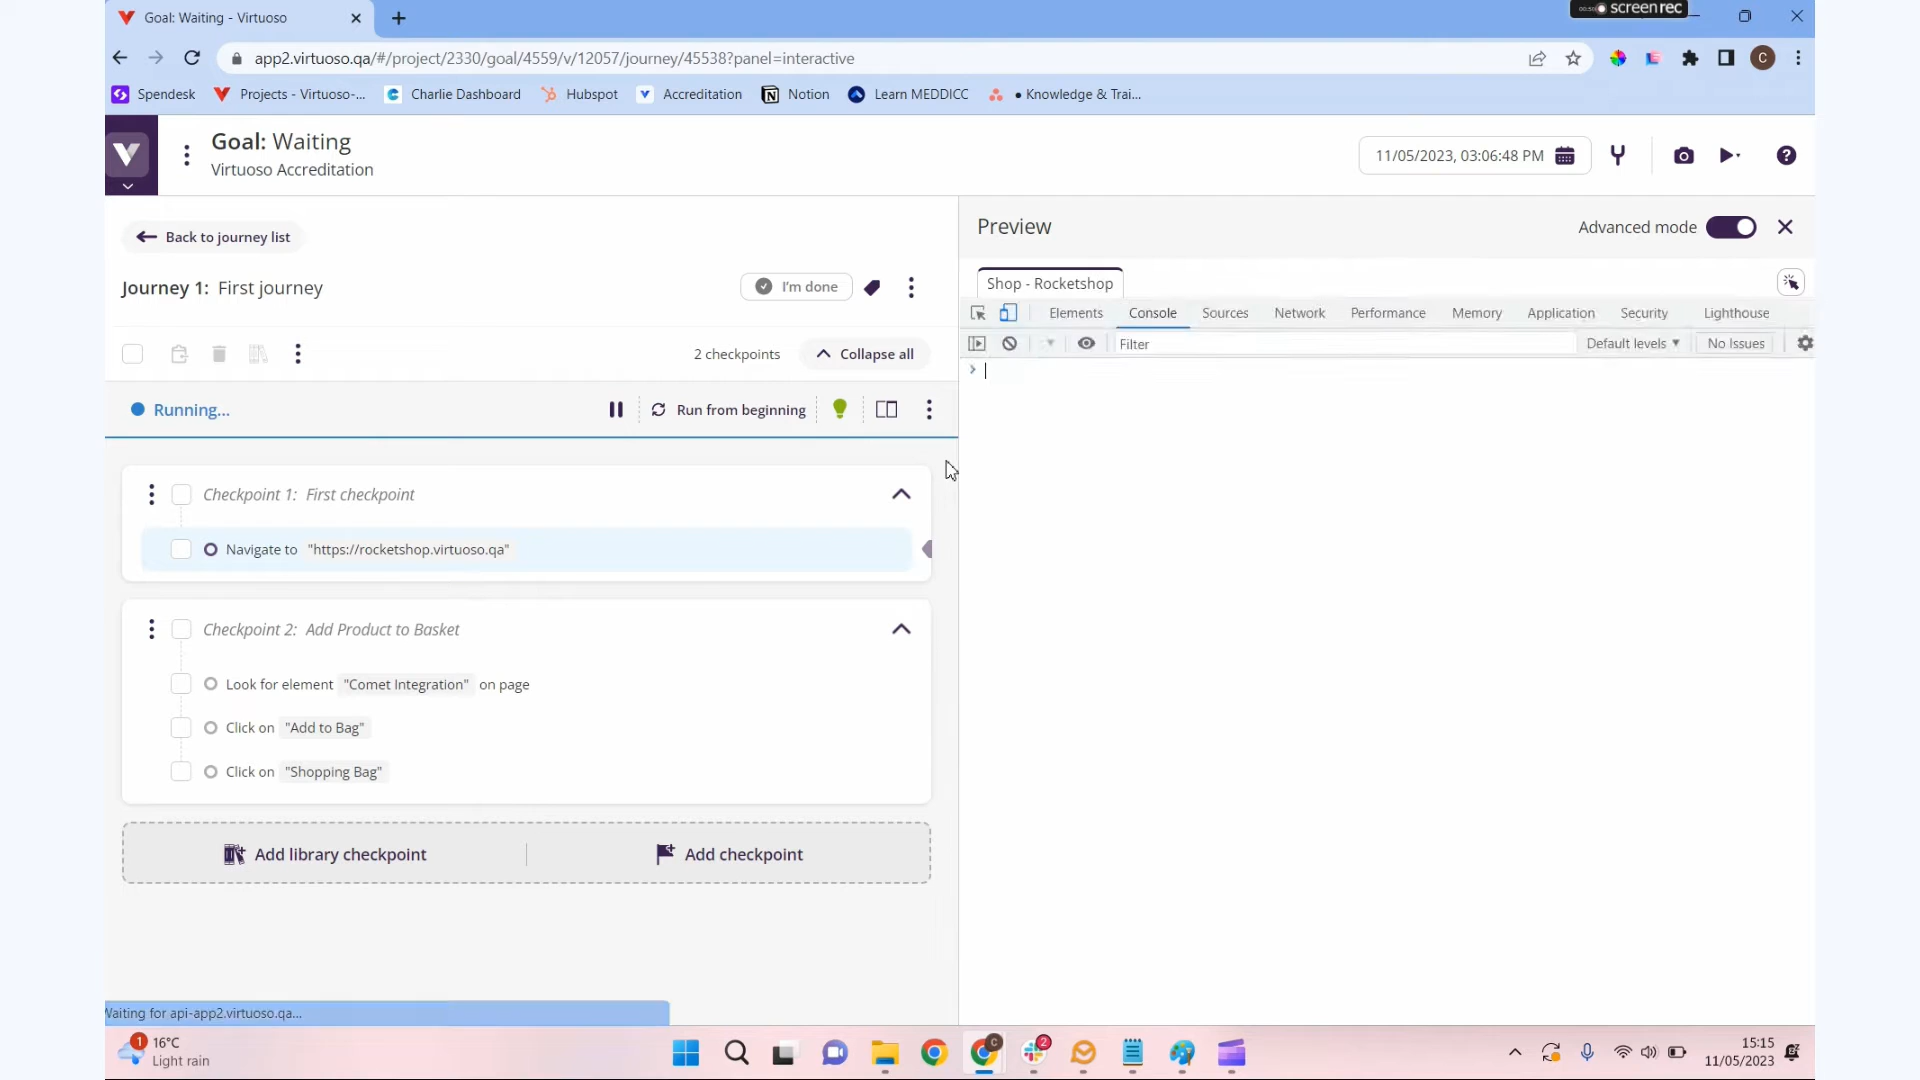 Goal: Waiting - Virtuoso
screenrec
app2.virtuoso.qa/#/project/2330/goal/4559/v/12057/journey/45538?panel=interactive
C
Spendesk
Projects - Virtuoso-...
Charlie Dashboard
Hubspot
Accreditation
Notion
Learn MEDDICC
• Knowledge & Trai...
Goal: Waiting
Virtuoso Accreditation
11/05/2023, 03:06:48 PM
Back to journey list
Journey 1: First journey
I'm done
2 checkpoints
Collapse all
Running...
Run from beginning
Checkpoint 1: First checkpoint
Navigate to "https://rocketshop.virtuoso.qa"
Checkpoint 2: Add Product to Basket
Look for element "Comet Integration" on page
Click on "Add to Bag"
Click on "Shopping Bag"
Add library checkpoint
Add checkpoint
Preview
Advanced mode
Shop - Rocketshop
Elements Console Sources Network Performance Memory Application Security Lighthouse
Filter
Default levels
No Issues
Waiting for api-app2.virtuoso.qa...
1
16°C
Light rain
C
2
15:15
11/05/2023